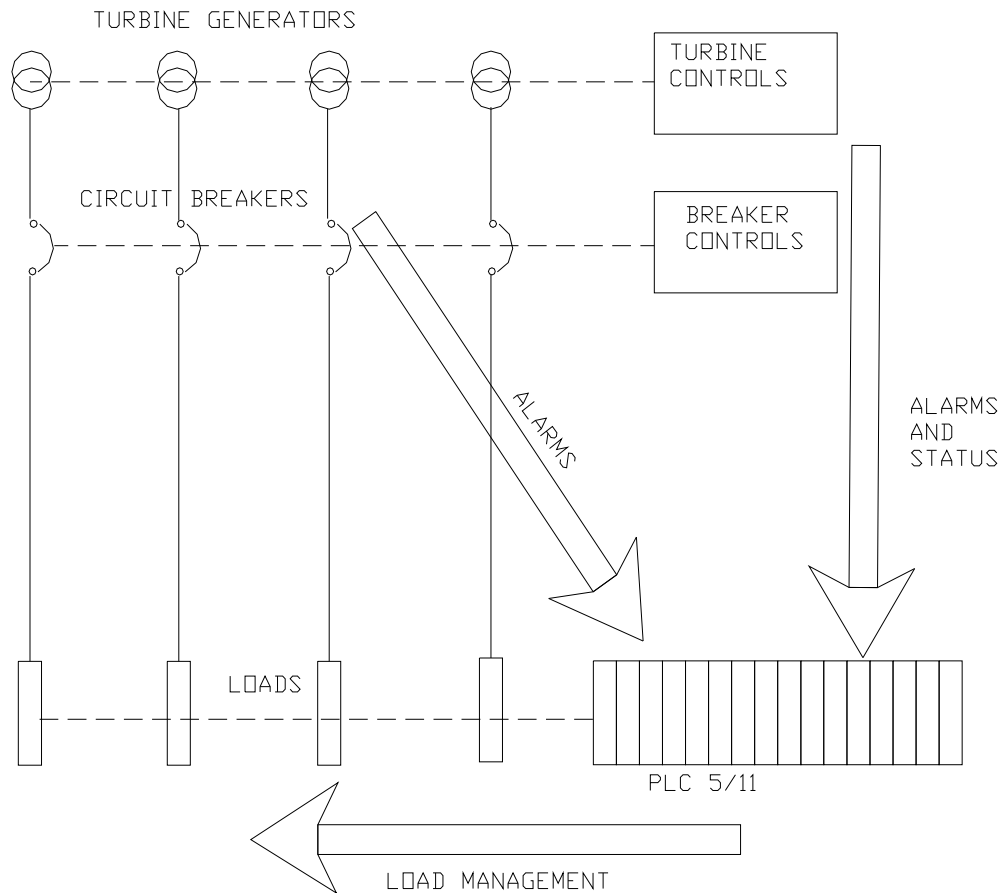 TURBINE GENERATORS
TURBINE
CONTROLS
CIRCUIT BREAKERS
BREAKER
CONTROLS
ALARMS
ALARMS
AND
STATUS
LOADS
PLC 5/11
LOAD MANAGEMENT